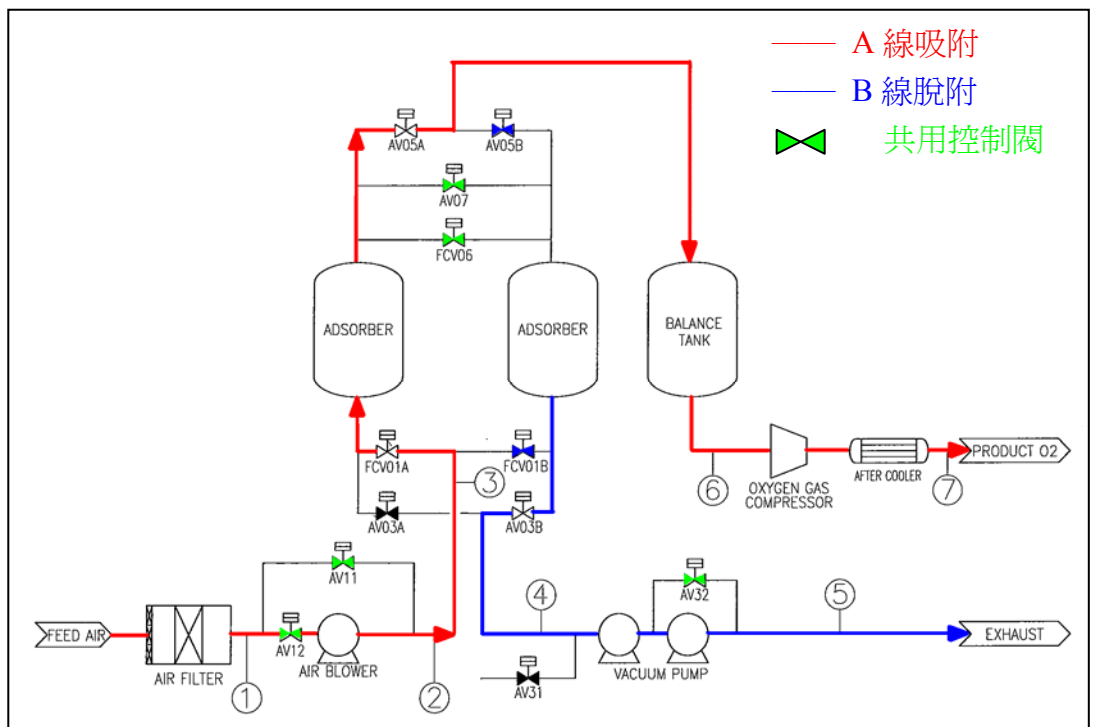 A 線吸附
B 線脫附
共用控制閥
AV05A
AV05B
AV07
FCV06
ADSORBER
ADSORBER
BALANCE
TANK
FCV01A
FCV01B
③
AV03A
AV03B
⑥
OXYGEN GAS
COMPRESSOR
AFTER COOLER
⑦
PRODUCT O2
AV11
AV32
④
⑤
FEED AIR
AV12
AIR BLOWER
AIR FILTER
①
②
VACUUM PUMP
AV31
EXHAUST